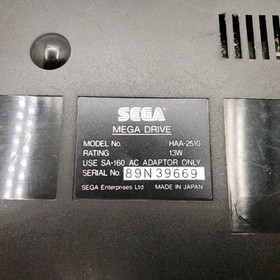 SEGA
MEGA DRIVE
MODEL No. HAA-2510
RATING 13W
USE SA-160 AC ADAPTOR ONLY
SERIAL No. 89N39669
SEGA Enterprises Ltd MADE IN JAPAN